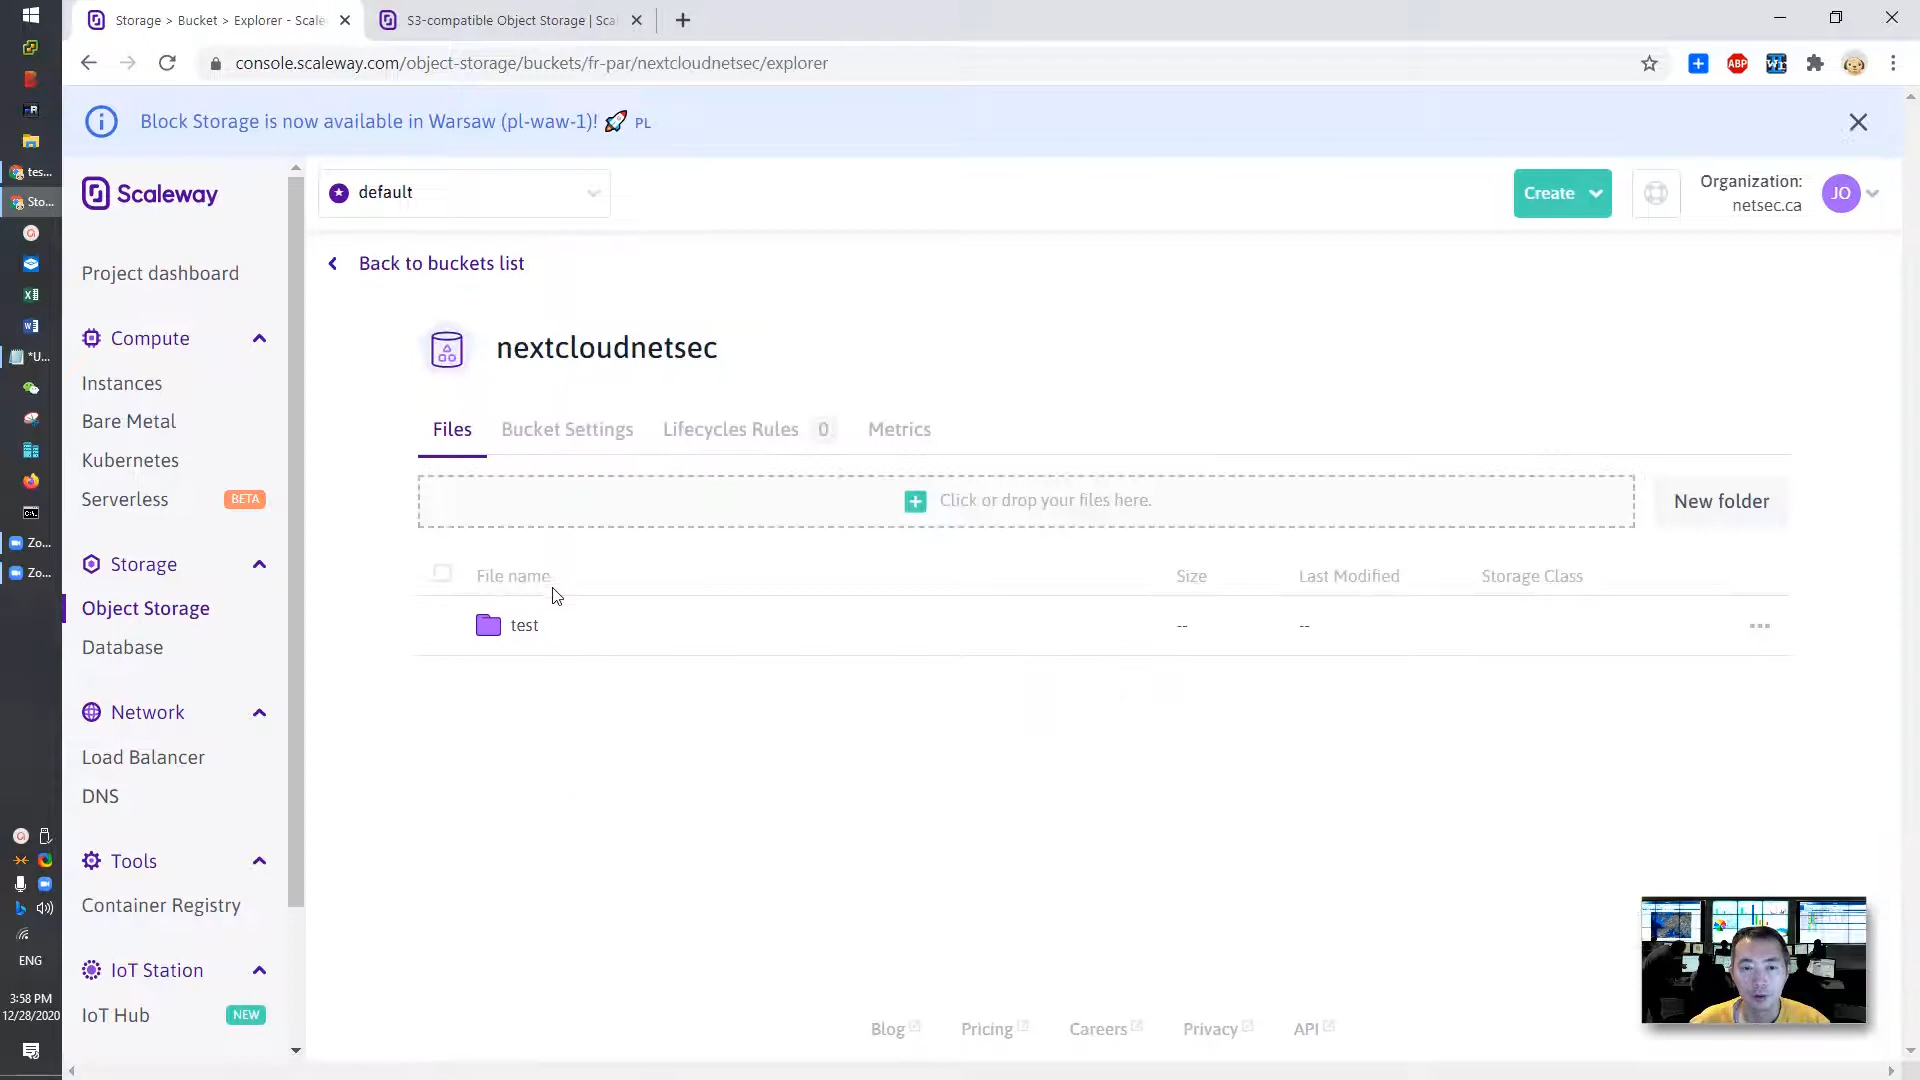 Storage > Bucket > Explorer - Scale
S3-compatible Object Storage | Sca
console.scaleway.com/object-storage/buckets/fr-par/nextcloudnetsec/explorer
ABP
Block Storage is now available in Warsaw (pl-waw-1)! 🚀 PL
Scaleway
default
Create
Organization:
netsec.ca
JO
Back to buckets list
nextcloudnetsec
Files
Bucket Settings
Lifecycles Rules 0
Metrics
Click or drop your files here.
New folder
File name
Size
Last Modified
Storage Class
test
--
--
Project dashboard
Compute
Instances
Bare Metal
Kubernetes
Serverless BETA
Storage
Object Storage
Database
Network
Load Balancer
DNS
Tools
Container Registry
IoT Station
IoT Hub NEW
Blog
Pricing
Careers
Privacy
API
tes...
Sto...
*U...
Zo...
Zo...
ENG
3:58 PM
12/28/2020